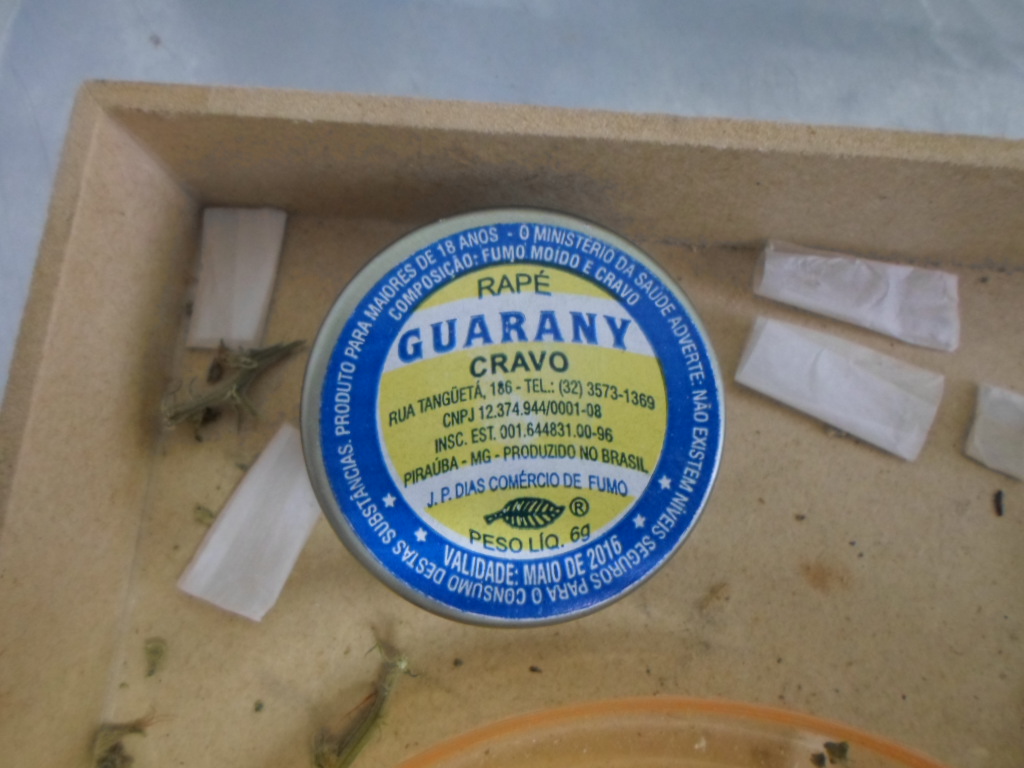 O MINISTÉRIO DA SAÚDE ADVERTE: NÃO EXISTEM NÍVEIS SEGUROS PARA O CONSUMO DESTAS SUBSTÂNCIAS. PRODUTO PARA MAIORES DE 18 ANOS -
COMPOSIÇÃO: FUMO MOIDO E CRAVO
RAPÉ
GUARANY
CRAVO
RUA TANGÜETÁ, 186 - TEL.: (32) 3573-1369
CNPJ 12.374.944/0001-08
INSC. EST. 001.644831.00-96
PIRAÚBA - MG - PRODUZIDO NO BRASIL
J. P. DIAS COMÉRCIO DE FUMO
®
PESO LÍQ. 6g
VALIDADE: MAIO DE 2016